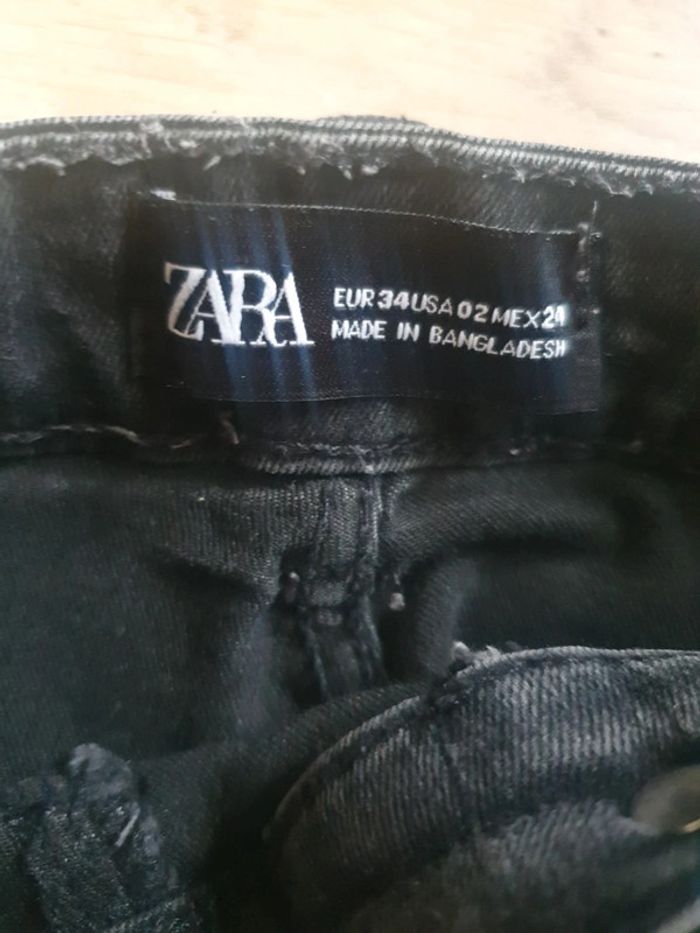 ZARA
EUR 34 USA 02 MEX 24
MADE IN BANGLADESH